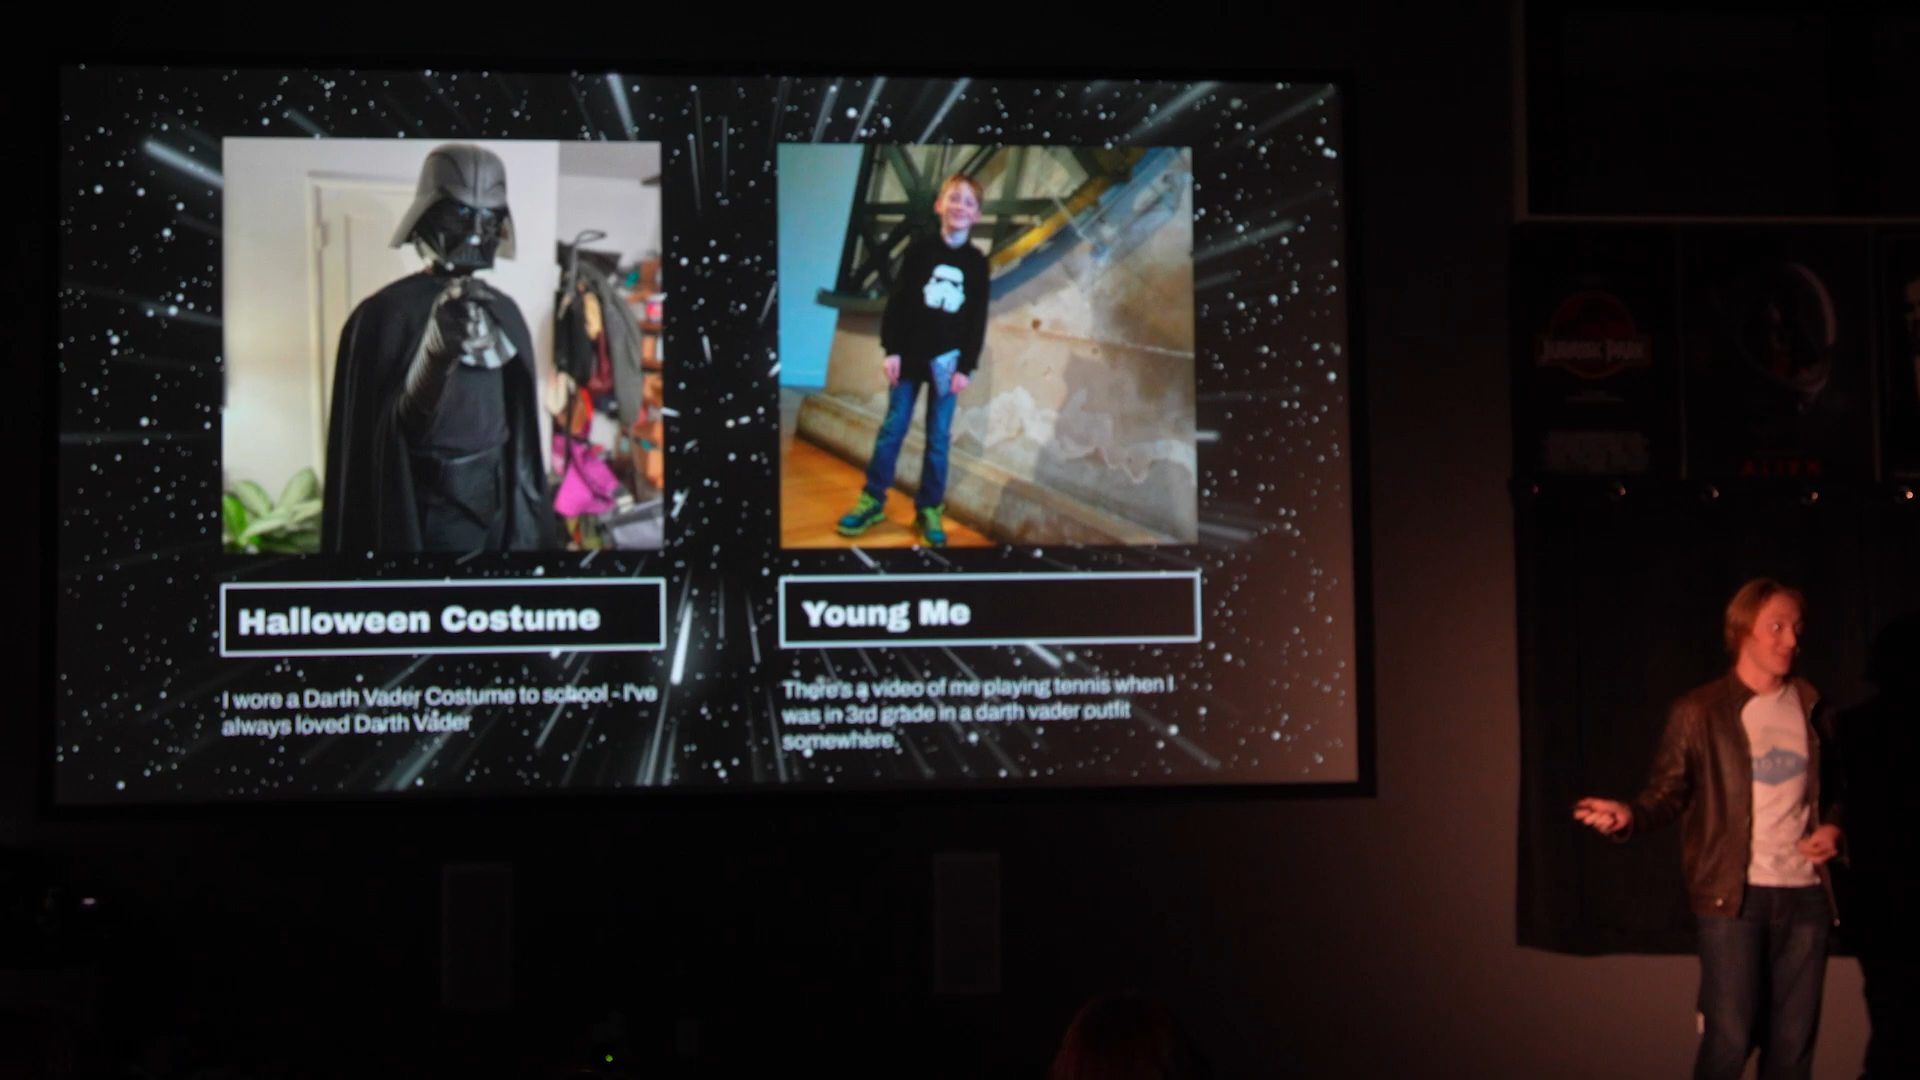 Halloween Costume
I wore a Darth Vader Costume to school - I've
always loved Darth Vader
Young Me
There's a video of me playing tennis when I
was in 3rd grade in a darth vader outfit
somewhere.
JURASSIC PARK
ALIEN